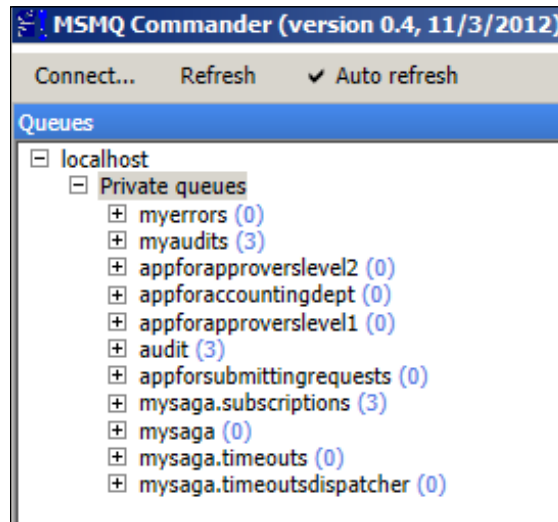 MSMQ Commander (version 0.4, 11/3/2012)
Connect... Refresh ✔ Auto refresh
Queues
localhost
Private queues
myerrors (0)
myaudits (3)
appforapproverslevel2 (0)
appforaccountingdept (0)
appforapproverslevel1 (0)
audit (3)
appforsubmittingrequests (0)
mysaga.subscriptions (3)
mysaga (0)
mysaga.timeouts (0)
mysaga.timeoutsdispatcher (0)